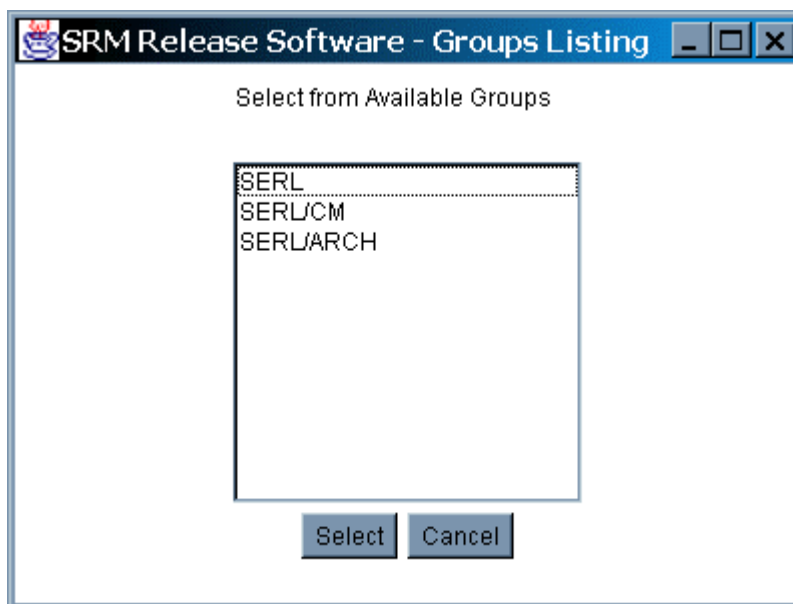 SRM Release Software - Groups Listing
Select from Available Groups
SERL
SERL/CM
SERL/ARCH
Select Cancel